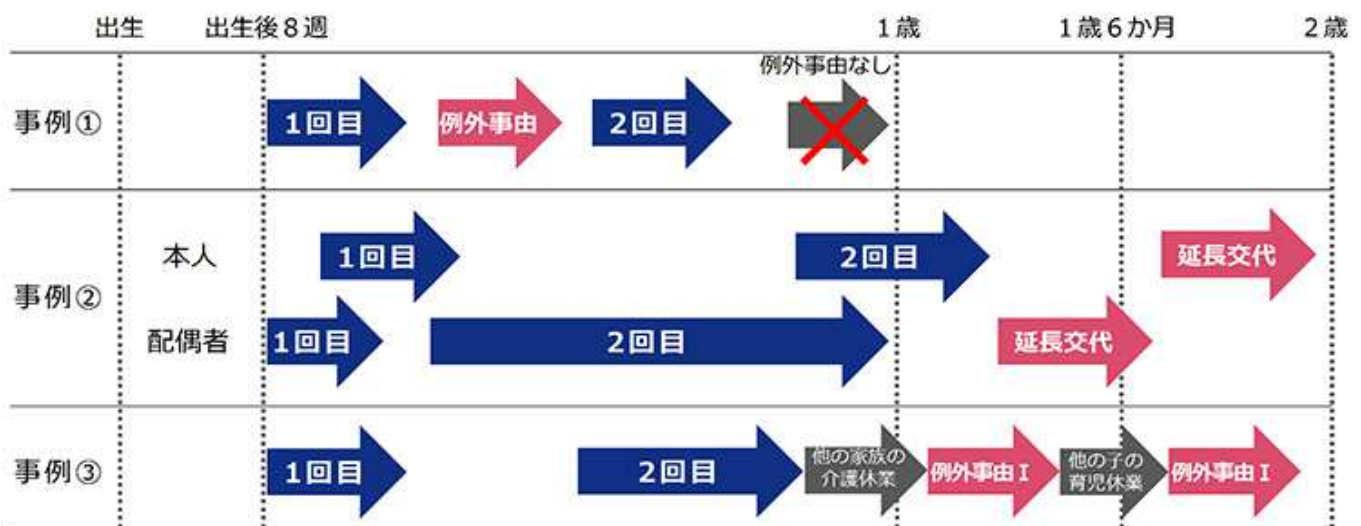 出生 出生後8週 1歳 1歳6か月 2歳
例外事由なし
事例① 1回目 例外事由 2回目
本人 1回目 2回目 延長交代
事例②
配偶者 1回目 2回目 延長交代
事例③ 1回目 2回目 他の家族の 例外事由Ⅰ 他の子の 例外事由Ⅰ
介護休業 育児休業